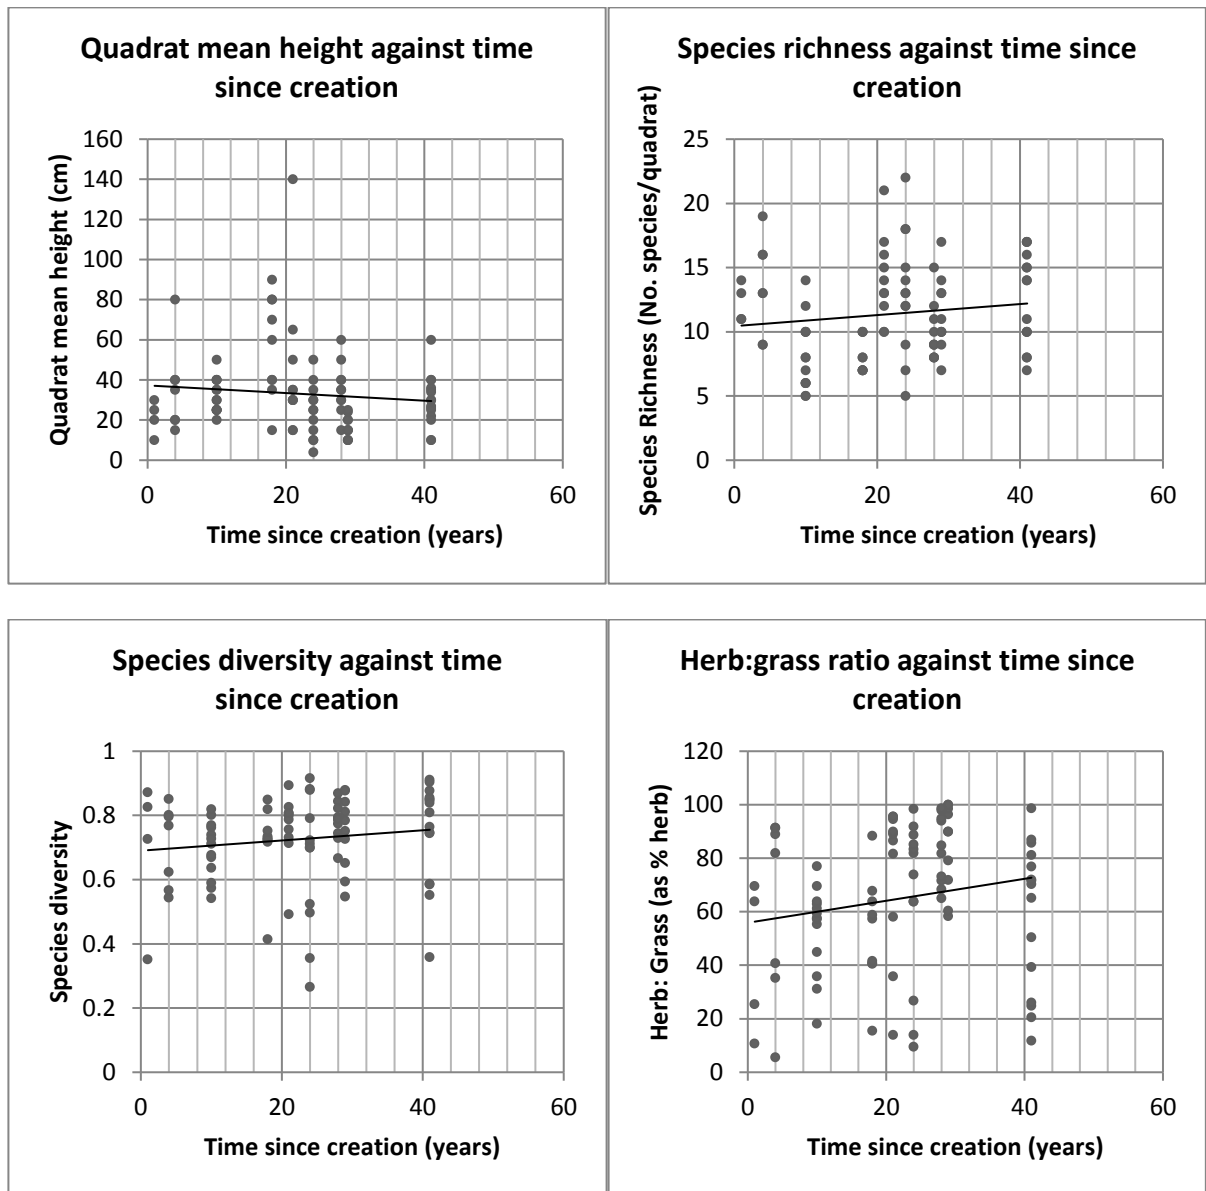 Quadrat mean height against time
since creation
Quadrat mean height (cm)
160
140
120
100
80
60
40
20
0
0 20 40 60
Time since creation (years)
Species richness against time since
creation
Species Richness (No. species/quadrat)
25
20
15
10
5
0
0 20 40 60
Time since creation (years)
Species diversity against time
since creation
Species diversity
1
0.8
0.6
0.4
0.2
0
0 20 40 60
Time since creation (years)
Herb:grass ratio against time since
creation
Herb: Grass (as % herb)
120
100
80
60
40
20
0
0 20 40 60
Time since creation (years)